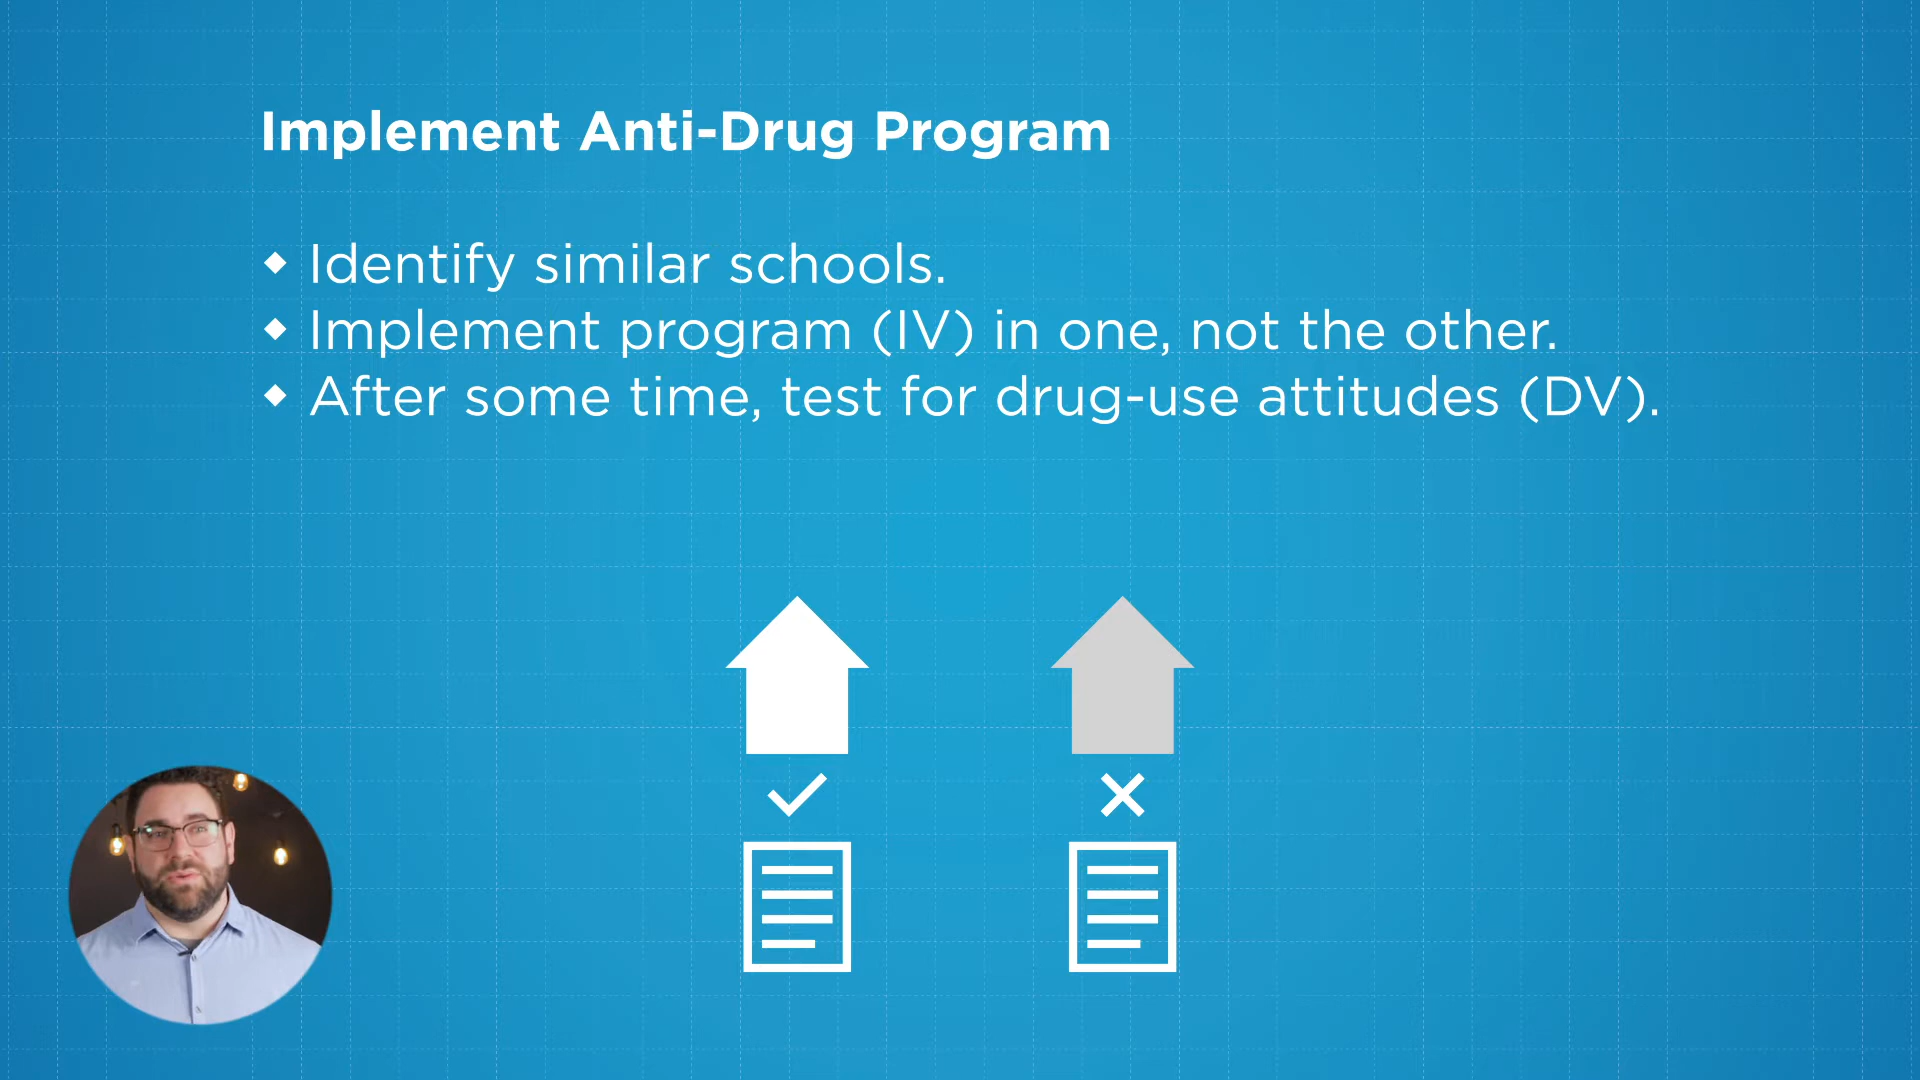 Implement Anti-Drug Program
Identify similar schools.
Implement program (IV) in one, not the other.
After some time, test for drug-use attitudes (DV).